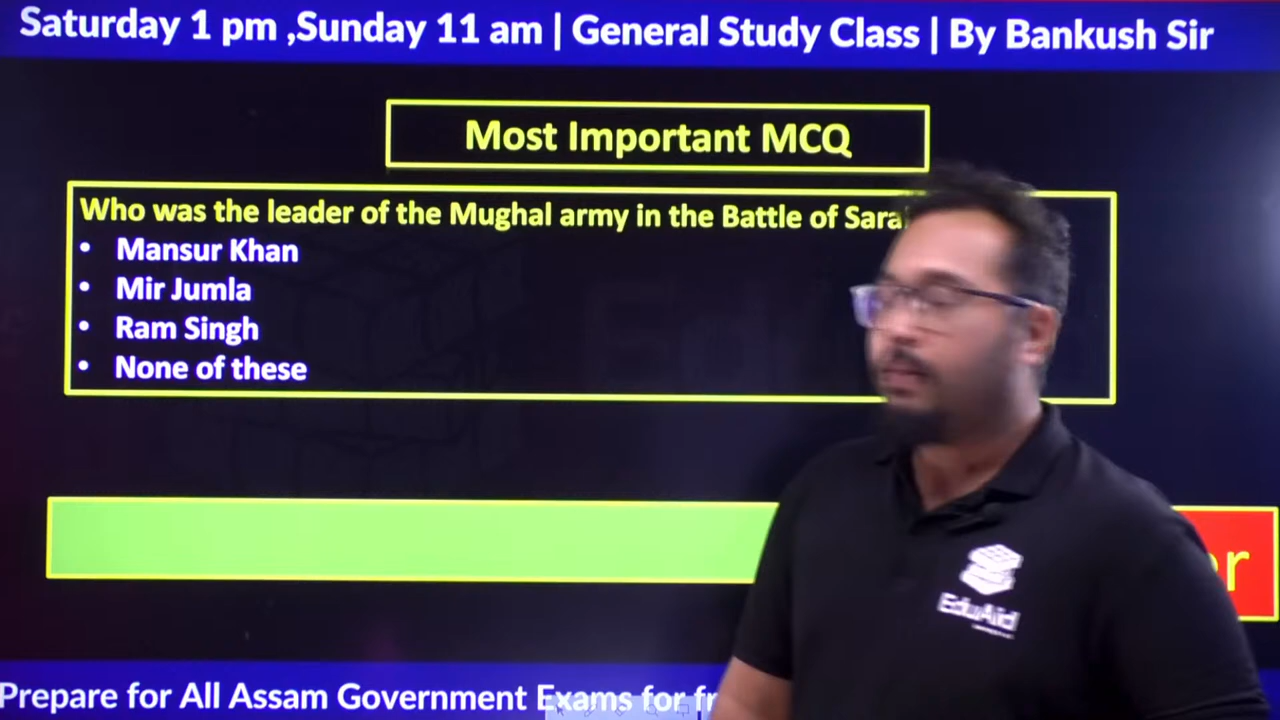 Saturday 1 pm ,Sunday 11 am | General Study Class | By Bankush Sir
Most Important MCQ
Who was the leader of the Mughal army in the Battle of
• Mansur Khan
• Mir Jumla
• Ram Singh
• None of these
EduAid
Prepare for All Assam Government Exams for